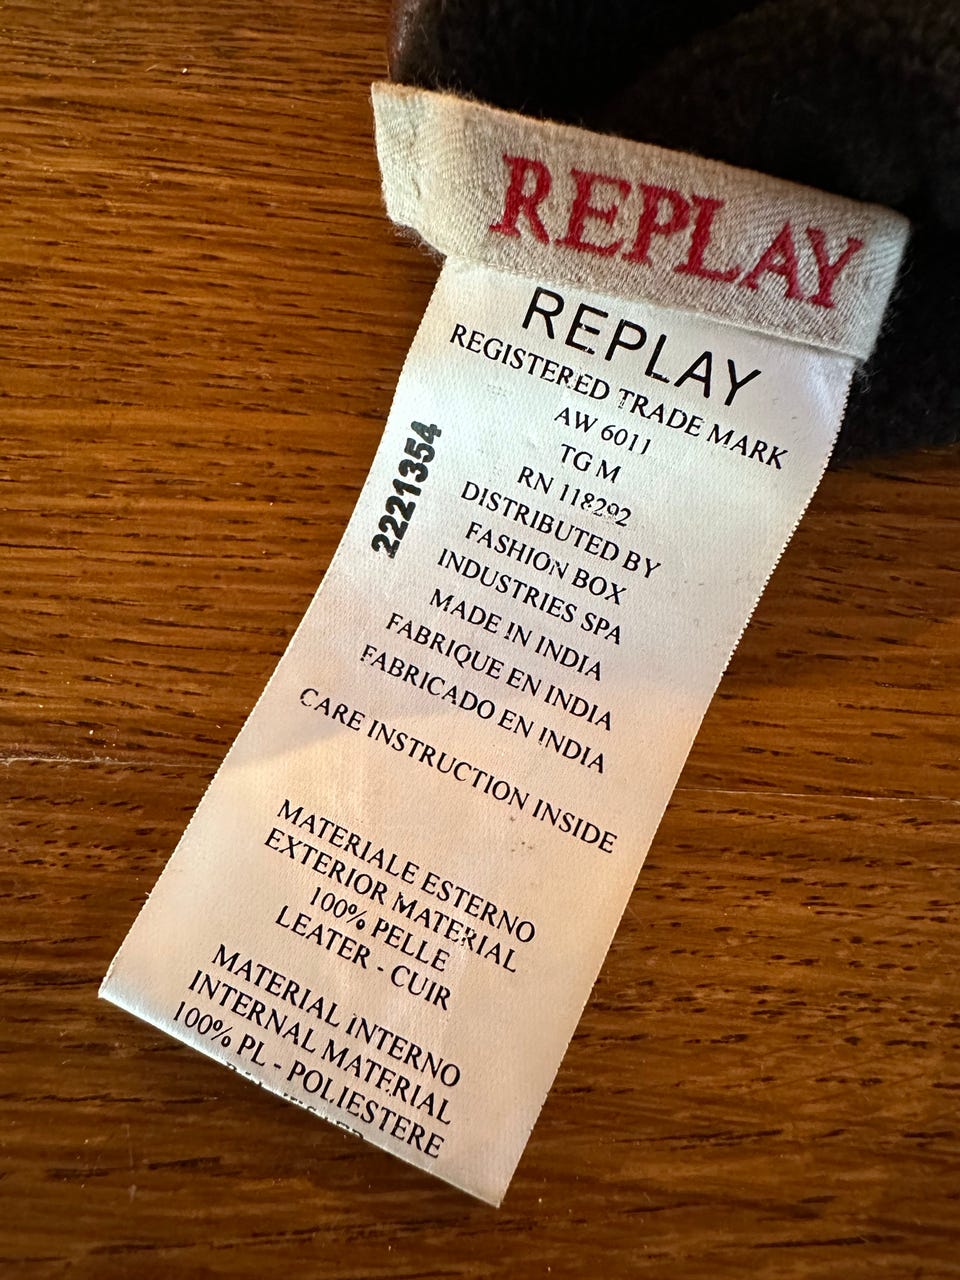 REPLAY
REPLAY
REGISTERED TRADE MARK
AW 6011
TG M
RN 118292
DISTRIBUTED BY
FASHION BOX
INDUSTRIES SPA
MADE IN INDIA
FABRIQUE EN INDIA
FABRICADO EN INDIA
CARE INSTRUCTION INSIDE
2221354
MATERIALE ESTERNO
EXTERIOR MATERIAL
100% PELLE
LEATER - CUIR
MATERIAL INTERNO
INTERNAL MATERIAL
100% PL - POLIESTERE